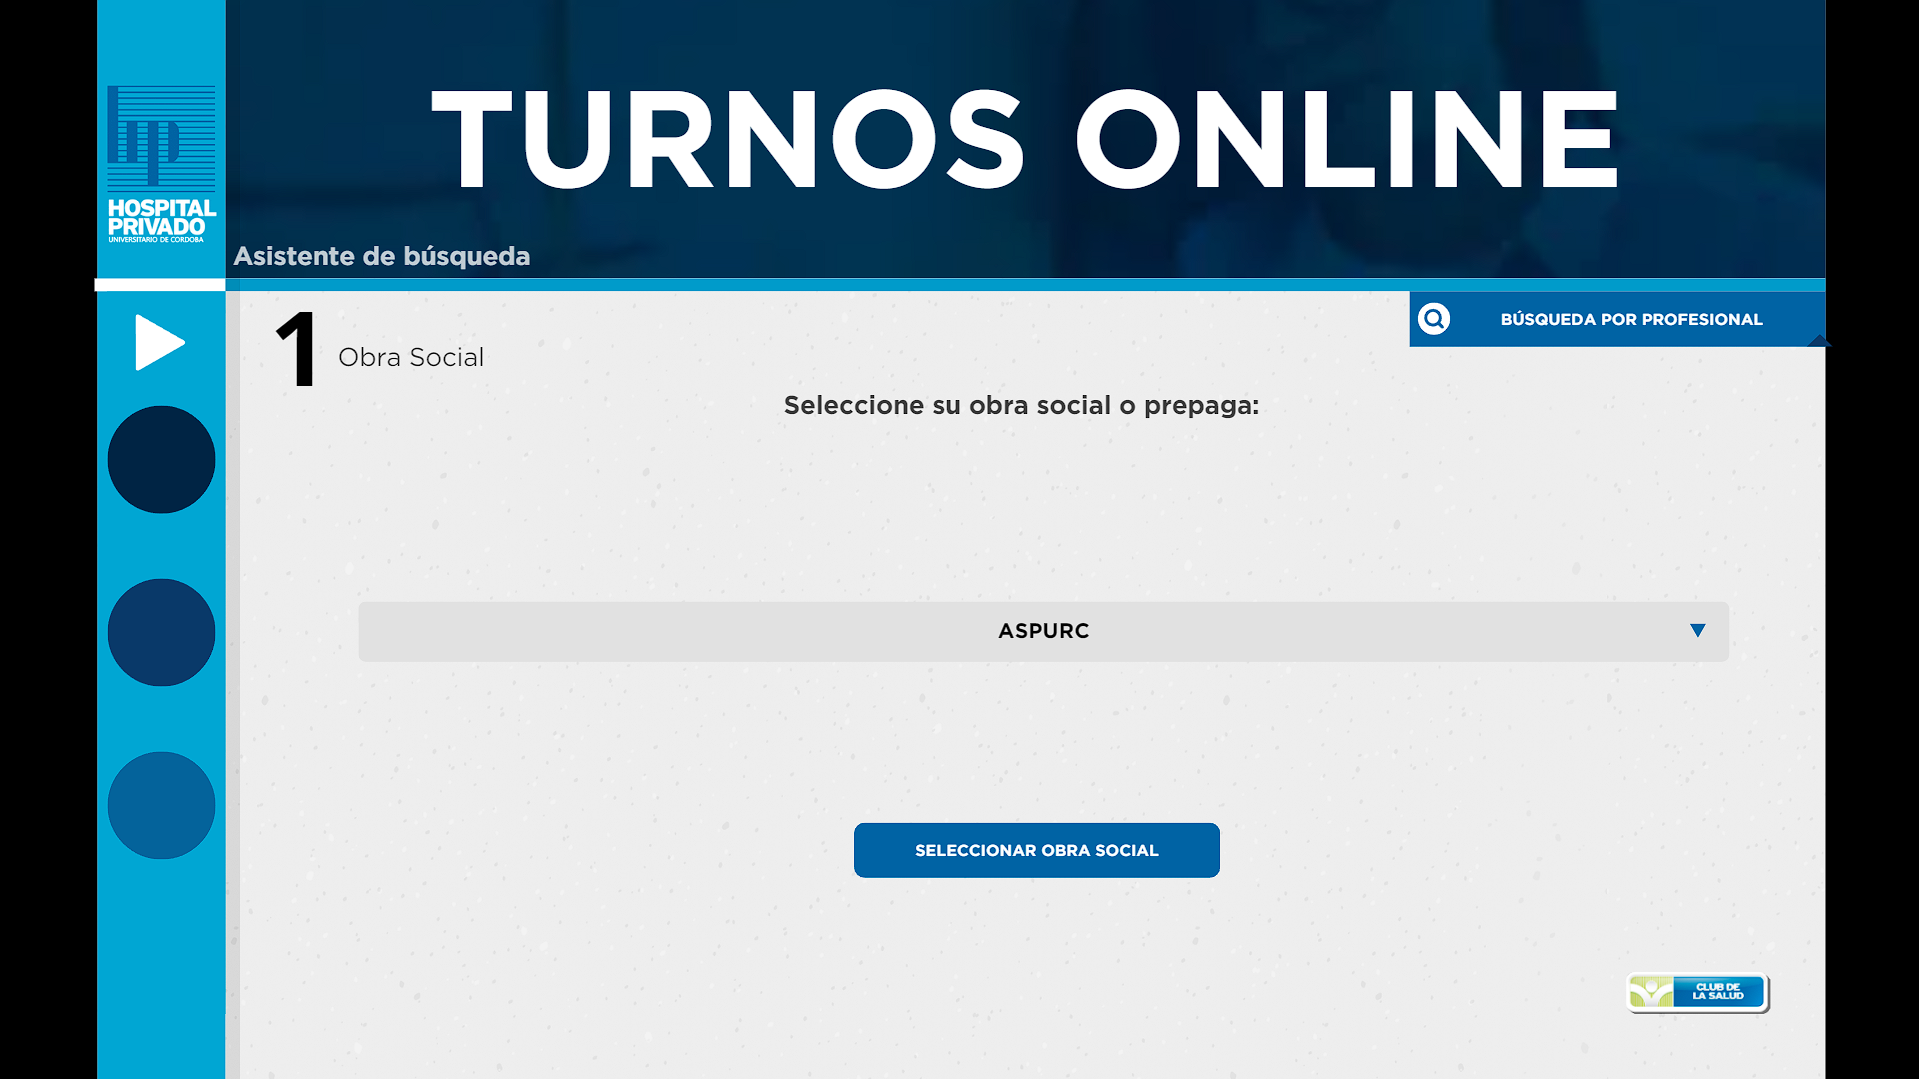 TURNOS ONLINE
hp
HOSPITAL
PRIVADO
UNIVERSITARIO DE CORDOBA
Asistente de búsqueda
BÚSQUEDA POR PROFESIONAL
1 Obra Social
Seleccione su obra social o prepaga:
ASPURC
SELECCIONAR OBRA SOCIAL
CLUB DE
LA SALUD